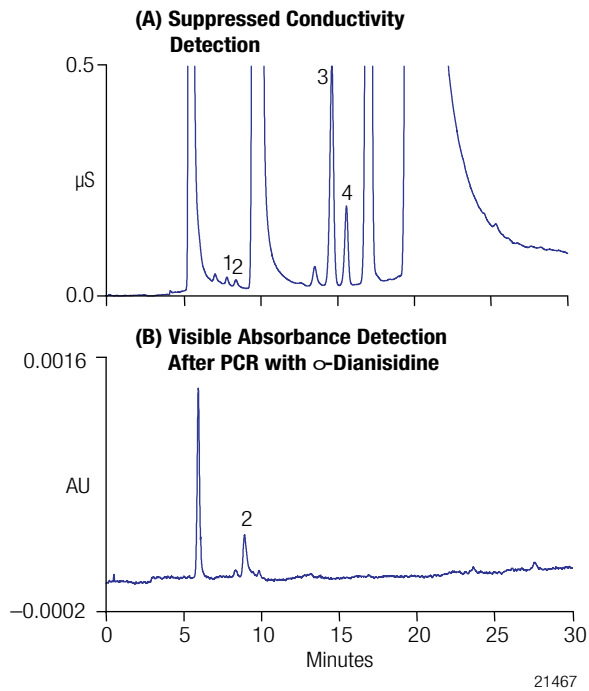 (A) Suppressed Conductivity
Detection
0.5
3
µS
4
1
2
0.0
(B) Visible Absorbance Detection
After PCR with ο-Dianisidine
0.0016
AU
2
−0.0002
0 5 10 15 20 25 30
Minutes
21467